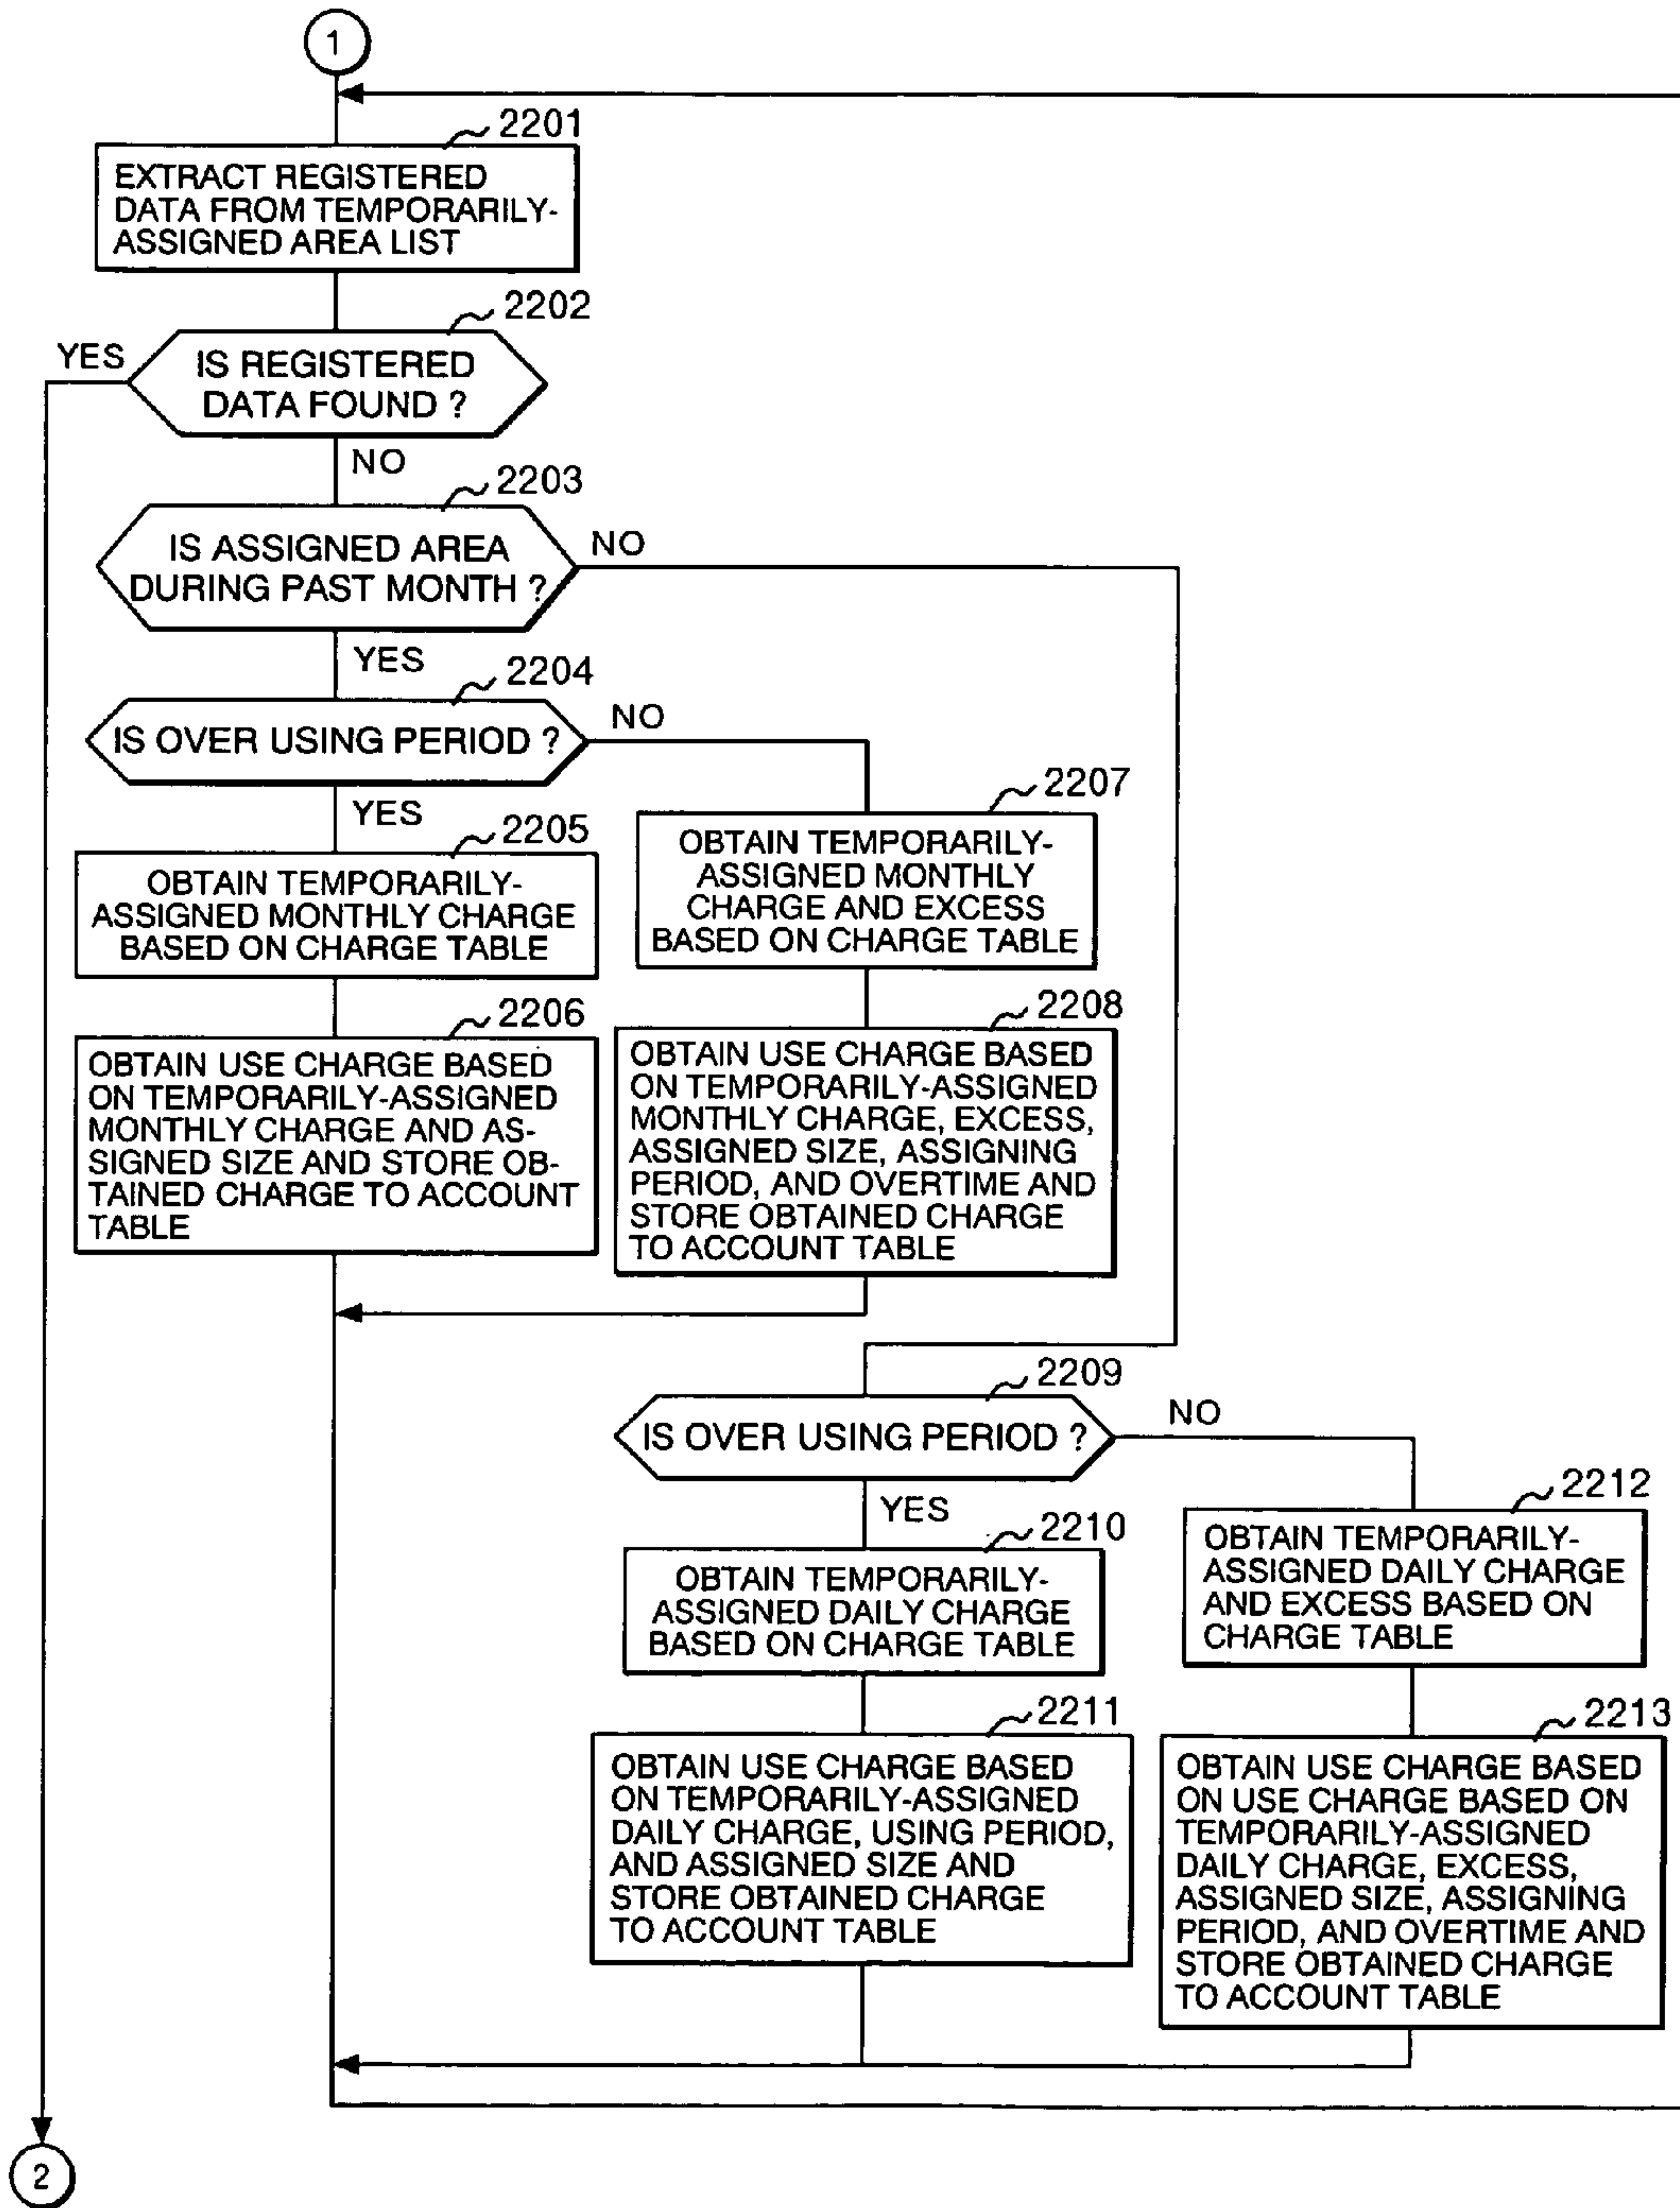 1
2201
EXTRACT REGISTERED
DATA FROM TEMPORARILY-
ASSIGNED AREA LIST
2202
YES
IS REGISTERED
DATA FOUND ?
NO
2203
IS ASSIGNED AREA
DURING PAST MONTH ?
NO
YES
2204
IS OVER USING PERIOD ?
NO
YES
2205
OBTAIN TEMPORARILY-
ASSIGNED MONTHLY CHARGE
BASED ON CHARGE TABLE
2207
OBTAIN TEMPORARILY-
ASSIGNED MONTHLY
CHARGE AND EXCESS
BASED ON CHARGE TABLE
2206
OBTAIN USE CHARGE BASED
ON TEMPORARILY-ASSIGNED
MONTHLY CHARGE AND AS-
SIGNED SIZE AND STORE OB-
TAINED CHARGE TO ACCOUNT
TABLE
2208
OBTAIN USE CHARGE BASED
ON TEMPORARILY-ASSIGNED
MONTHLY CHARGE, EXCESS,
ASSIGNED SIZE, ASSIGNING
PERIOD, AND OVERTIME AND
STORE OBTAINED CHARGE
TO ACCOUNT TABLE
2209
IS OVER USING PERIOD ?
NO
YES
2210
OBTAIN TEMPORARILY-
ASSIGNED DAILY CHARGE
BASED ON CHARGE TABLE
2212
OBTAIN TEMPORARILY-
ASSIGNED DAILY CHARGE
AND EXCESS BASED ON
CHARGE TABLE
2211
OBTAIN USE CHARGE BASED
ON TEMPORARILY-ASSIGNED
DAILY CHARGE, USING PERIOD,
AND ASSIGNED SIZE AND
STORE OBTAINED CHARGE
TO ACCOUNT TABLE
2213
OBTAIN USE CHARGE BASED
ON USE CHARGE BASED ON
TEMPORARILY-ASSIGNED
DAILY CHARGE, EXCESS,
ASSIGNED SIZE, ASSIGNING
PERIOD, AND OVERTIME AND
STORE OBTAINED CHARGE
TO ACCOUNT TABLE
2